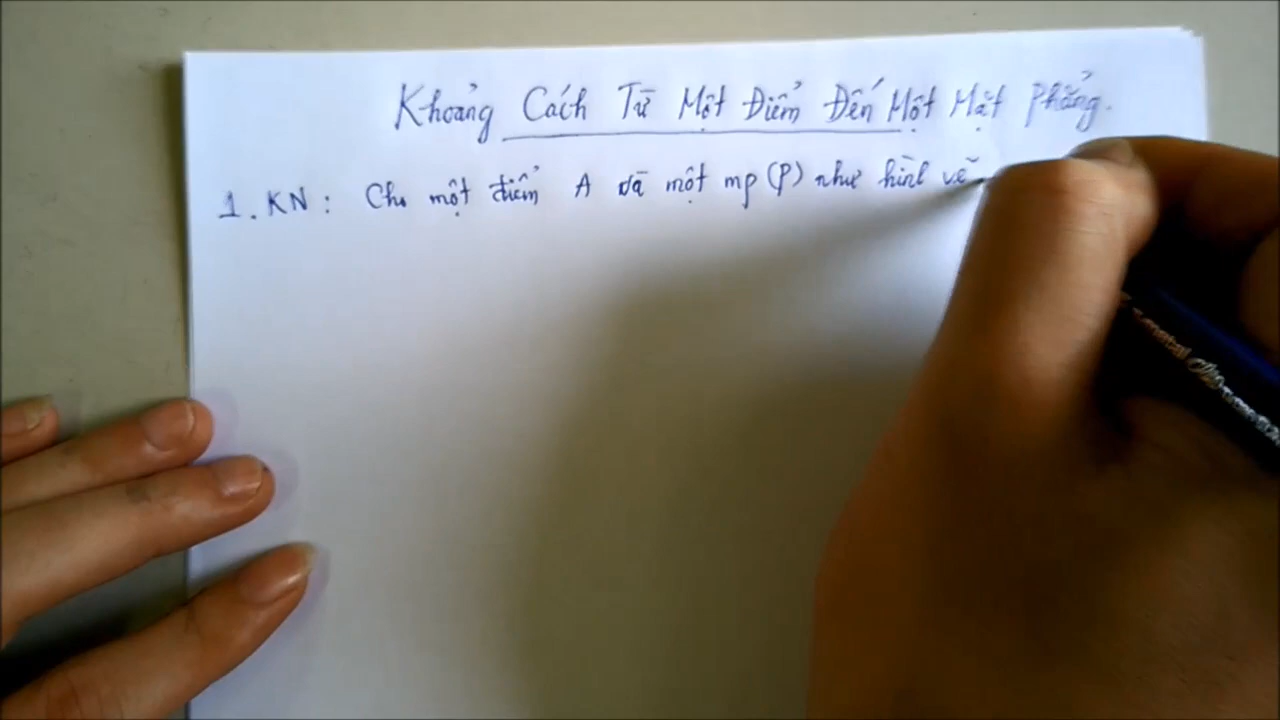 Khoảng Cách Từ Một Điểm Đến Một Mặt Phẳng.
1. KN: Cho một điểm A và một mp (P) như hình vẽ
metal